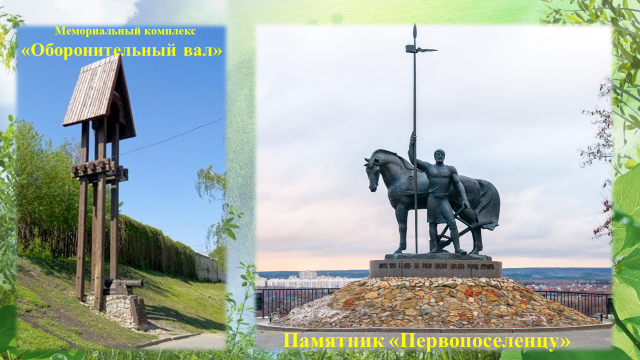 Мемориальный комплекс
«Оборонительный вал»
Памятник «Первопоселенцу»